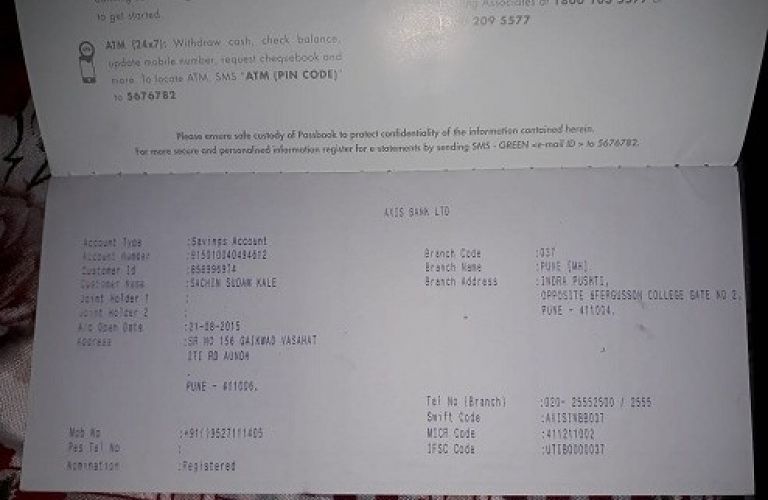 to get started.
ATM (24x7): Withdraw cash, check balance,
update mobile number, request chequebook and
more. To locate ATM, SMS "ATM (PIN CODE)"
to 5676782
209 5577
Please ensure safe custody of Passbook to protect confidentiality of the information contained herein.
For more secure and personalised information register for e-statements by sending SMS - GREEN <e-mail ID > to 5676782.
AXIS BANK LTD
Account Type :Savings Account
Account Number :915010040494612
Customer Id
Customer Name :SACHIN SUDAM KALE
Joint Holder 1 :
Joint Holder 2 :
A/c Open Date :21-08-2015
Address :SR NO 156 GAIKWAD VASAHAT
ITI RD AUNDH
.
PUNE - 411006.
Mob No :+91()9527111405
Res Tel No :
Nomination :Registered
Branch Code :037
Branch Name :PUNE [MH]
Branch Address :INDRA PUSHTI,
OPPOSITE &FERGUSSON COLLEGE GATE NO 2,
PUNE - 411004.
Tel No (Branch) :020- 25552500 / 2555
Swift Code :AXISINBB037
MICR Code :411211002
IFSC Code :UTIB0000037